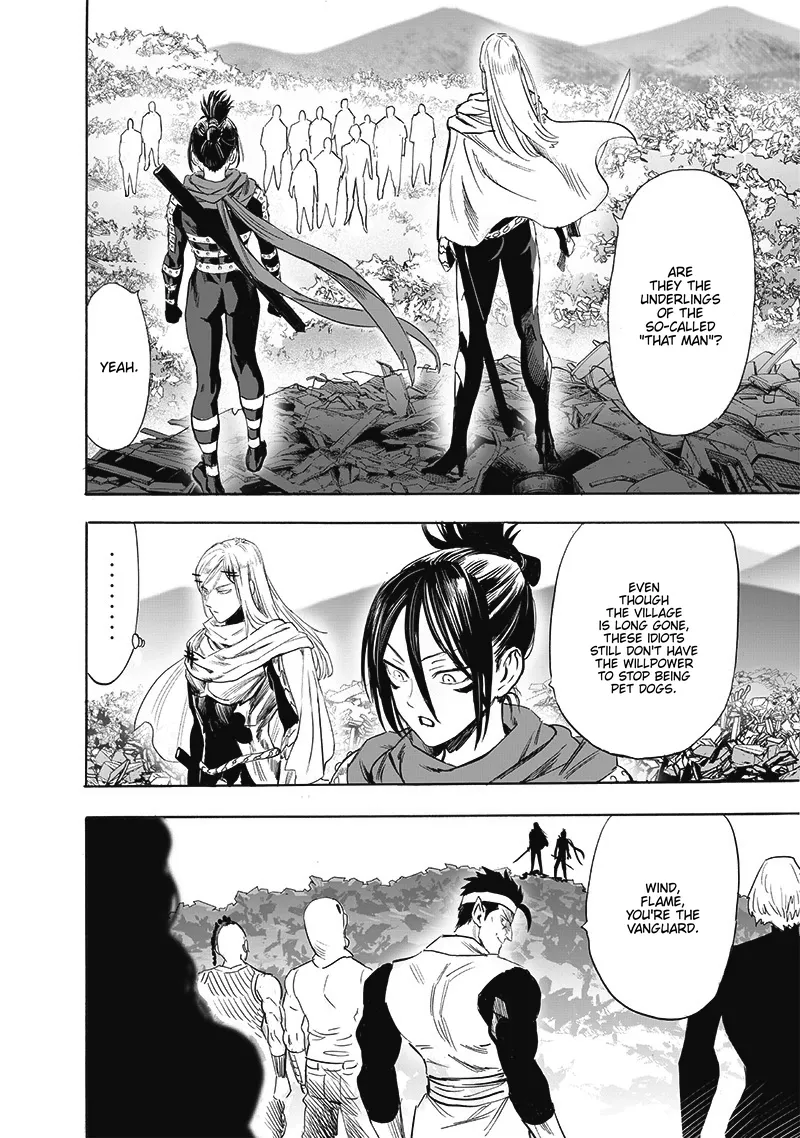 ARE
THEY THE
UNDERLINGS
OF THE
SO-CALLED
"THAT MAN"?
YEAH.
EVEN
THOUGH
THE VILLAGE
IS LONG GONE,
THESE IDIOTS
STILL DON'T HAVE
THE WILLPOWER
TO STOP BEING
PET DOGS.
........
WIND,
FLAME,
YOU'RE THE
VANGUARD.